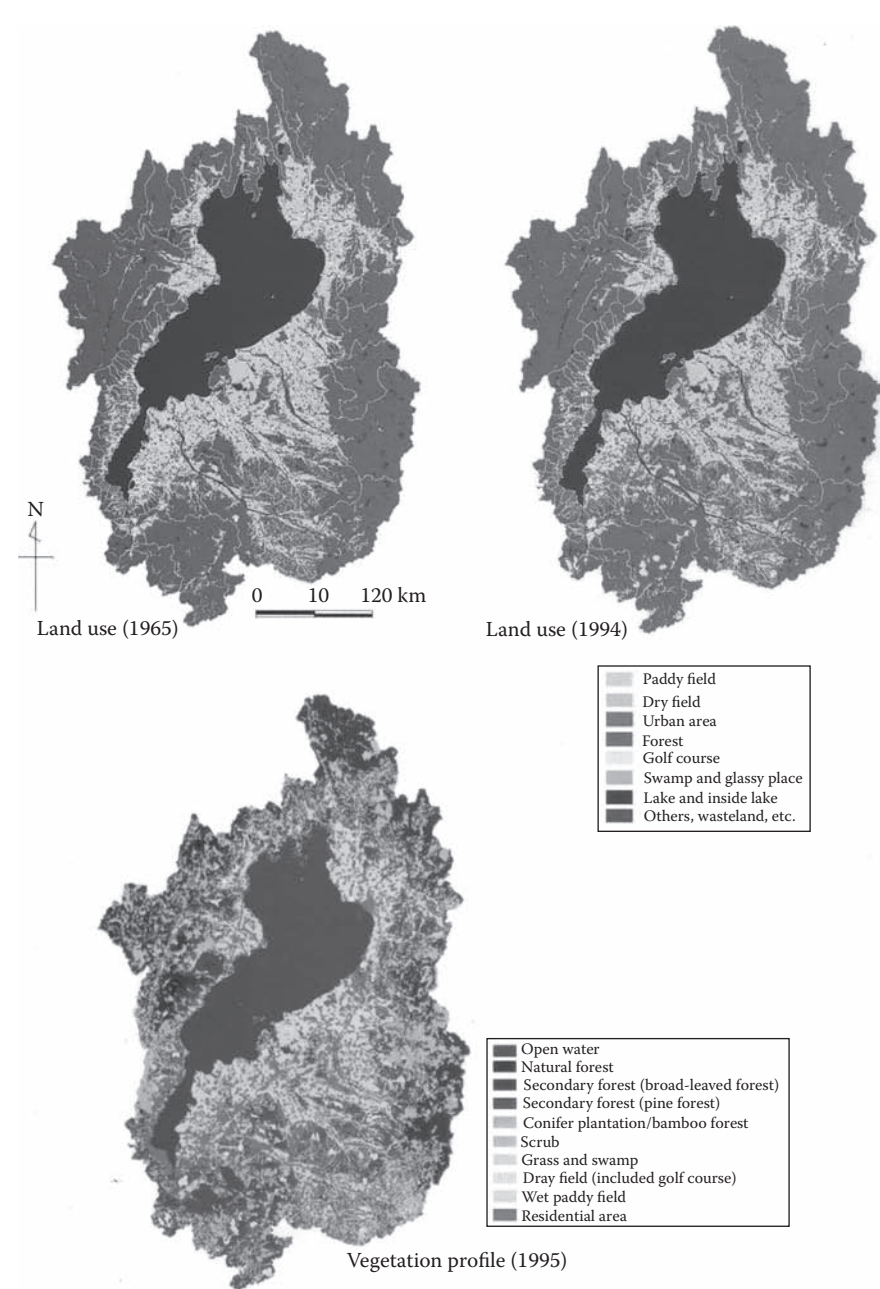 N
0 10 120 km
Land use (1965)
Land use (1994)
Paddy field
Dry field
Urban area
Forest
Golf course
Swamp and glassy place
Lake and inside lake
Others, wasteland, etc.
Open water
Natural forest
Secondary forest (broad-leaved forest)
Secondary forest (pine forest)
Conifer plantation/bamboo forest
Scrub
Grass and swamp
Dray field (included golf course)
Wet paddy field
Residential area
Vegetation profile (1995)